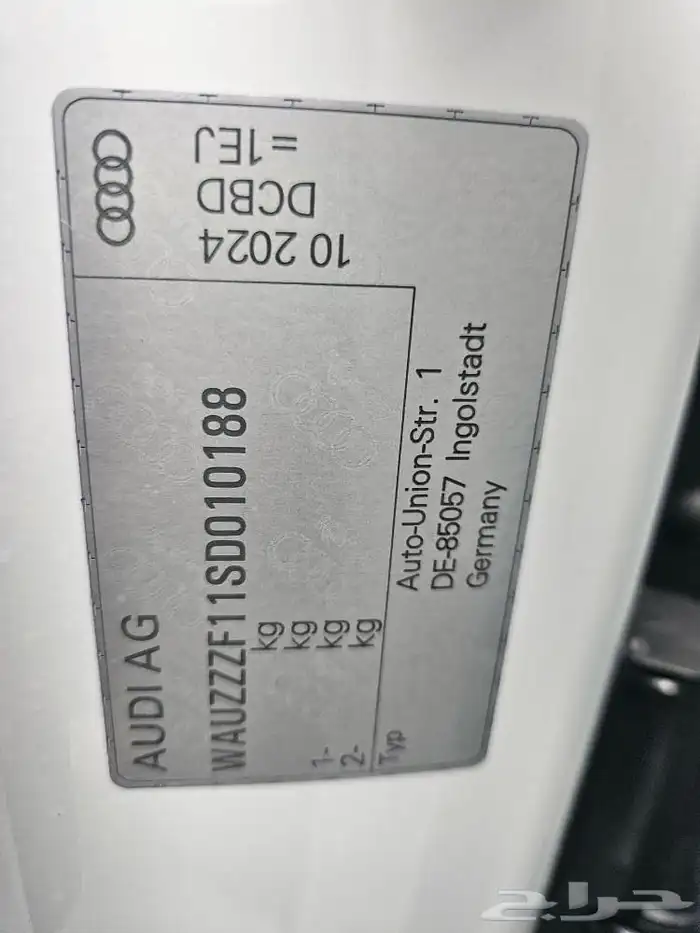 AUDI AG
WAUZZZF11SD010188
kg
kg
1- kg
2- kg
Typ
Auto-Union-Str. 1
DE-85057 Ingolstadt
Germany
10 2024
DCBD
= 1EJ
حراج